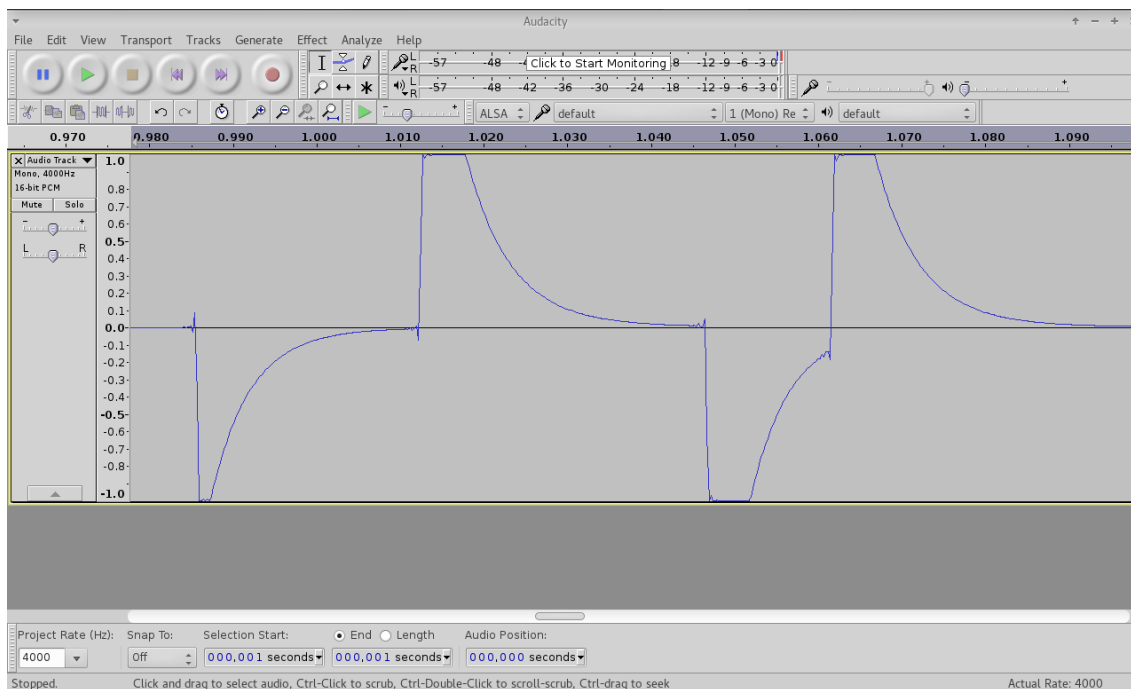 Audacity
File Edit View Transport Tracks Generate Effect Analyze Help
L R -57 -48 -4 Click to Start Monitoring 8 -12 -9 -6 -3 0
L R -57 -48 -42 -36 -30 -24 -18 -12 -9 -6 -3 0
- + ALSA default 1 (Mono) Re default
0.970 0.980 0.990 1.000 1.010 1.020 1.030 1.040 1.050 1.060 1.070 1.080 1.090
Audio Track
Mono, 4000Hz
16-bit PCM
Mute Solo
- +
L R
1.0
0.8
0.7
0.6
0.5
0.4
0.3
0.2
0.1
0.0
-0.1
-0.2
-0.3
-0.4
-0.5
-0.6
-0.7
-0.8
-1.0
Project Rate (Hz): Snap To: Selection Start: End Length Audio Position:
4000 Off 000,001 seconds 000,001 seconds 000,000 seconds
Stopped. Click and drag to select audio, Ctrl-Click to scrub, Ctrl-Double-Click to scroll-scrub, Ctrl-drag to seek Actual Rate: 4000